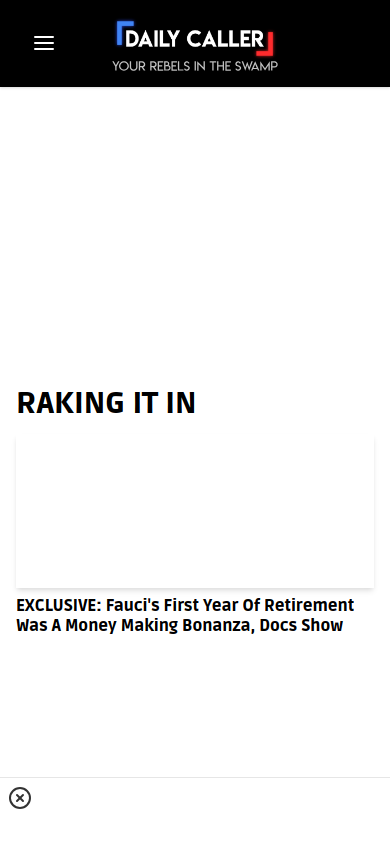 DAILY CALLER
YOUR REBELS IN THE SWAMP
RAKING IT IN
EXCLUSIVE: Fauci's First Year Of Retirement
Was A Money Making Bonanza, Docs Show